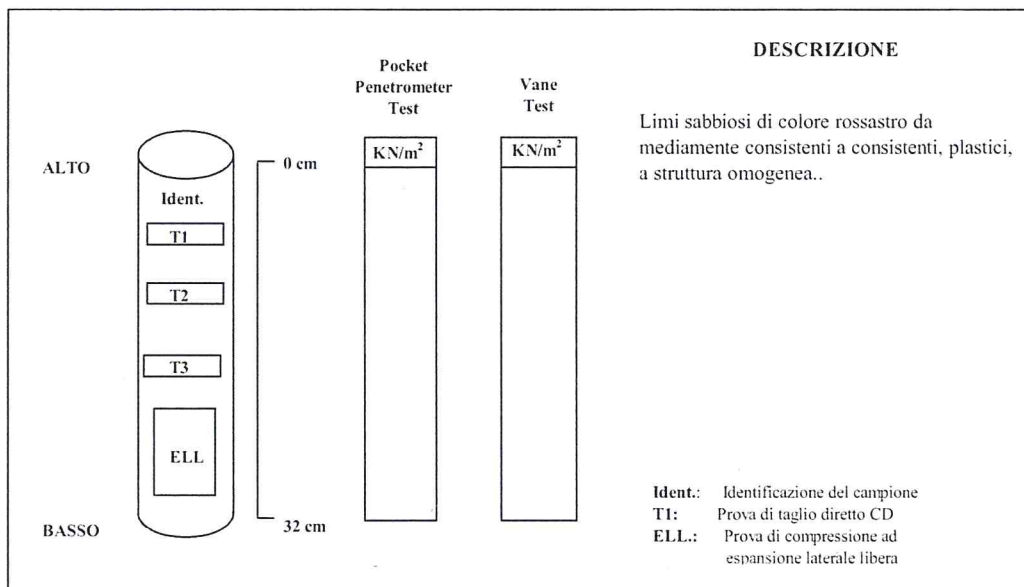 DESCRIZIONE
Pocket
Penetrometer
Test
Vane
Test
Limi sabbiosi di colore rossastro da
mediamente consistenti a consistenti, plastici,
a struttura omogenea..
KN/m²
KN/m²
ALTO
0 cm
Ident.
T1
T2
T3
ELL
BASSO
32 cm
Ident.: Identificazione del campione
T1: Prova di taglio diretto CD
ELL.: Prova di compressione ad
espansione laterale libera